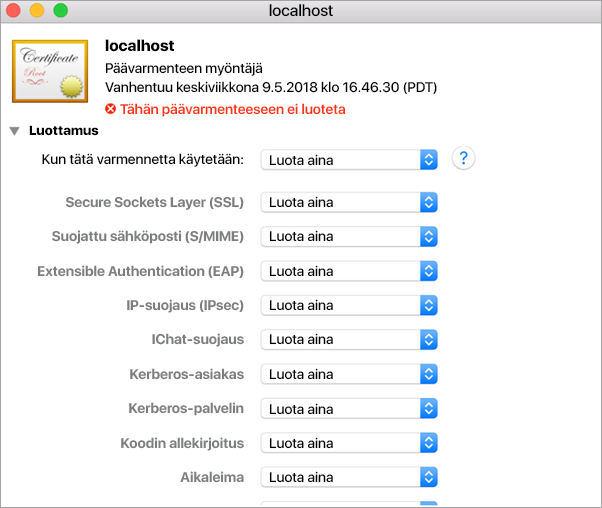 localhost
Certificate
Root
localhost
Päävarmenteen myöntäjä
Vanhentuu keskiviikkona 9.5.2018 klo 16.46.30 (PDT)
Tähän päävarmenteeseen ei luoteta
Luottamus
Kun tätä varmennetta käytetään: Luota aina ?
Secure Sockets Layer (SSL) Luota aina
Suojattu sähköposti (S/MIME) Luota aina
Extensible Authentication (EAP) Luota aina
IP-suojaus (IPsec) Luota aina
IChat-suojaus Luota aina
Kerberos-asiakas Luota aina
Kerberos-palvelin Luota aina
Koodin allekirjoitus Luota aina
Aikaleima Luota aina